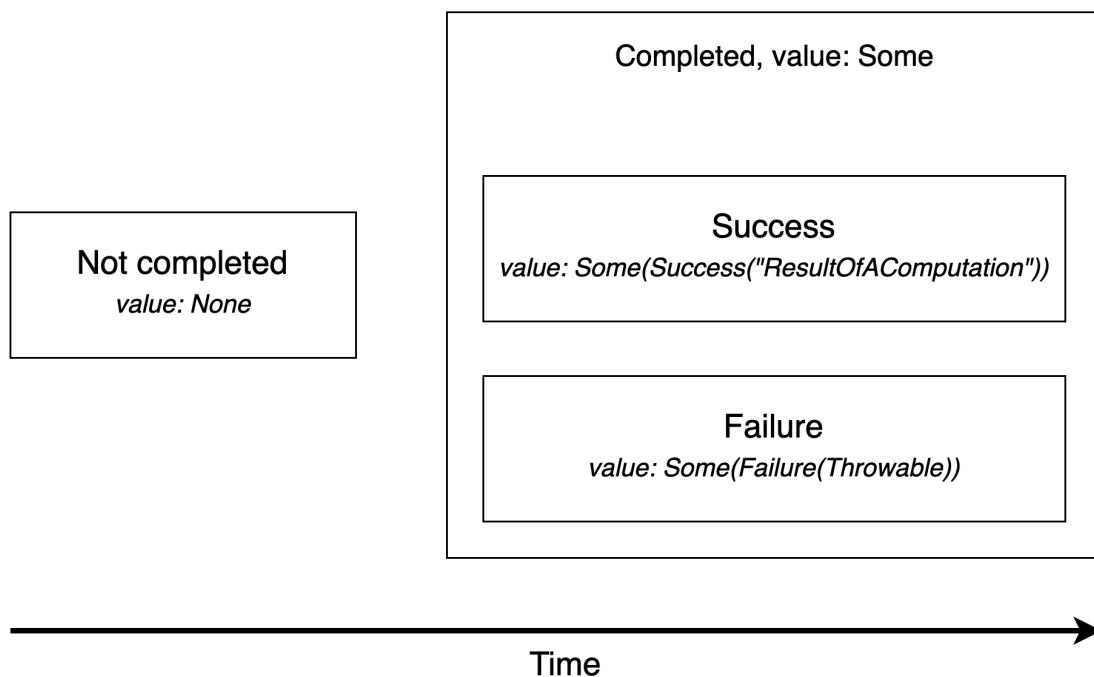 Completed, value: Some
Success
value: Some(Success("ResultOfAComputation"))
Not completed
value: None
Failure
value: Some(Failure(Throwable))
Time